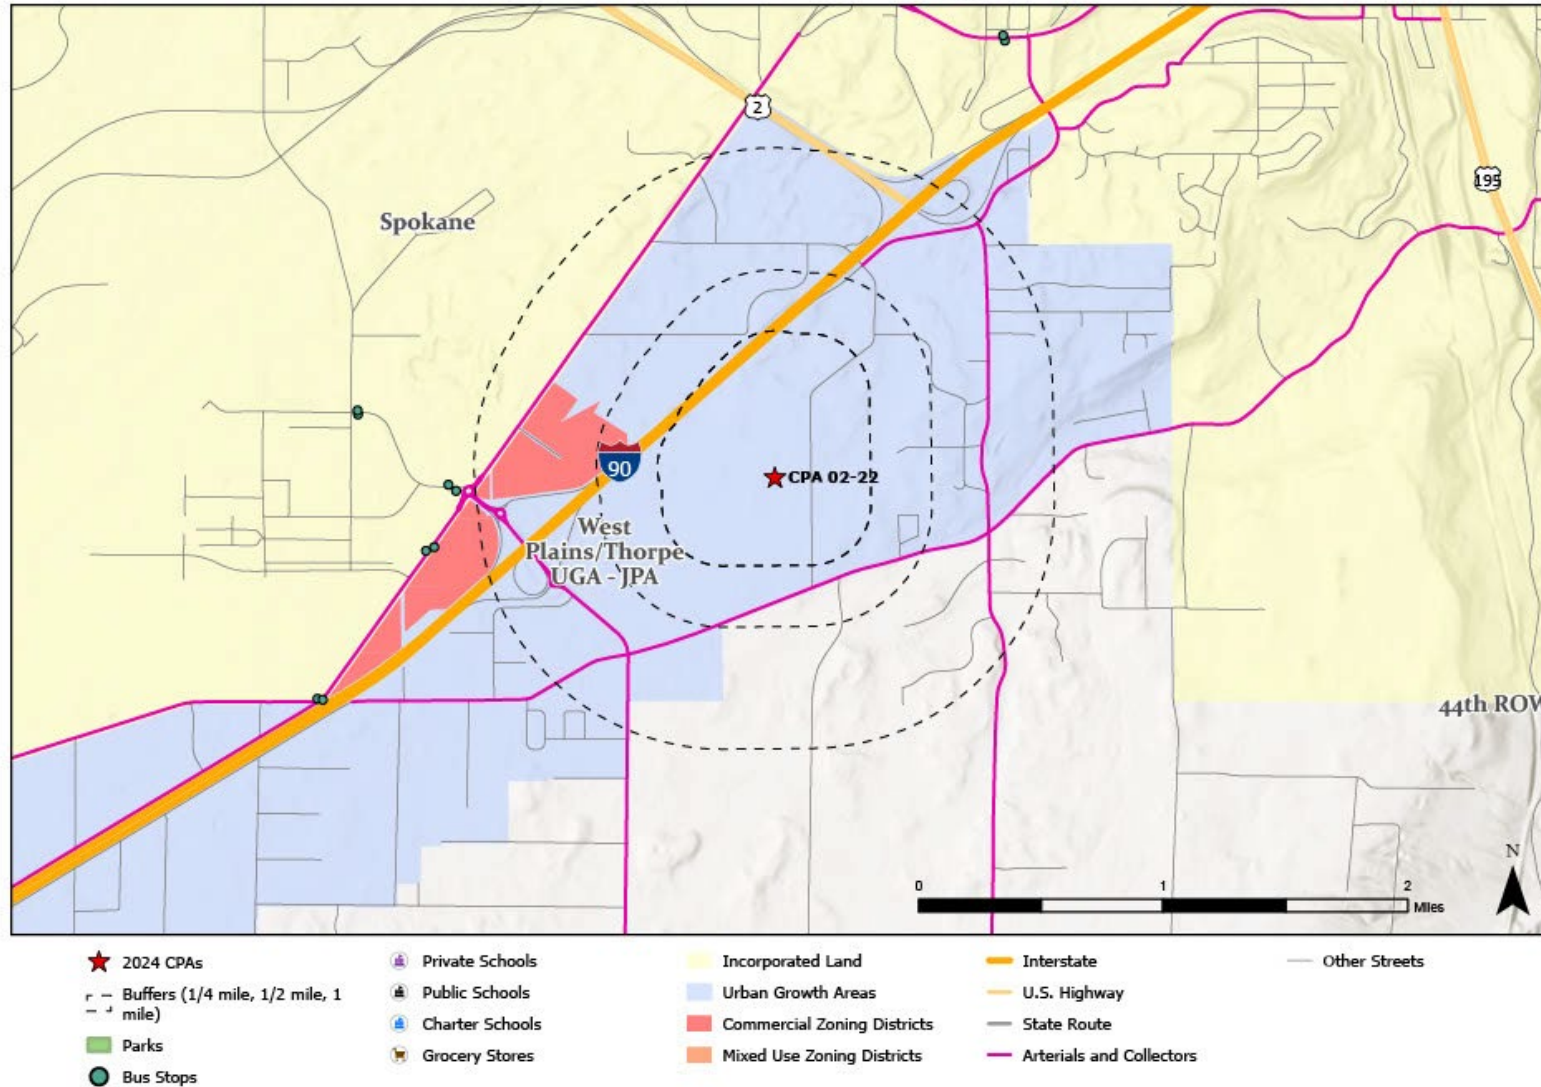 2
195
Spokane
90
CPA 02-22
West
Plains/Thorpe
UGA - JPA
44th ROW
N
0 1 2
Miles
2024 CPAs
Buffers (1/4 mile, 1/2 mile, 1
mile)
Parks
Bus Stops
Private Schools
Public Schools
Charter Schools
Grocery Stores
Incorporated Land
Urban Growth Areas
Commercial Zoning Districts
Mixed Use Zoning Districts
Interstate
U.S. Highway
State Route
Arterials and Collectors
Other Streets